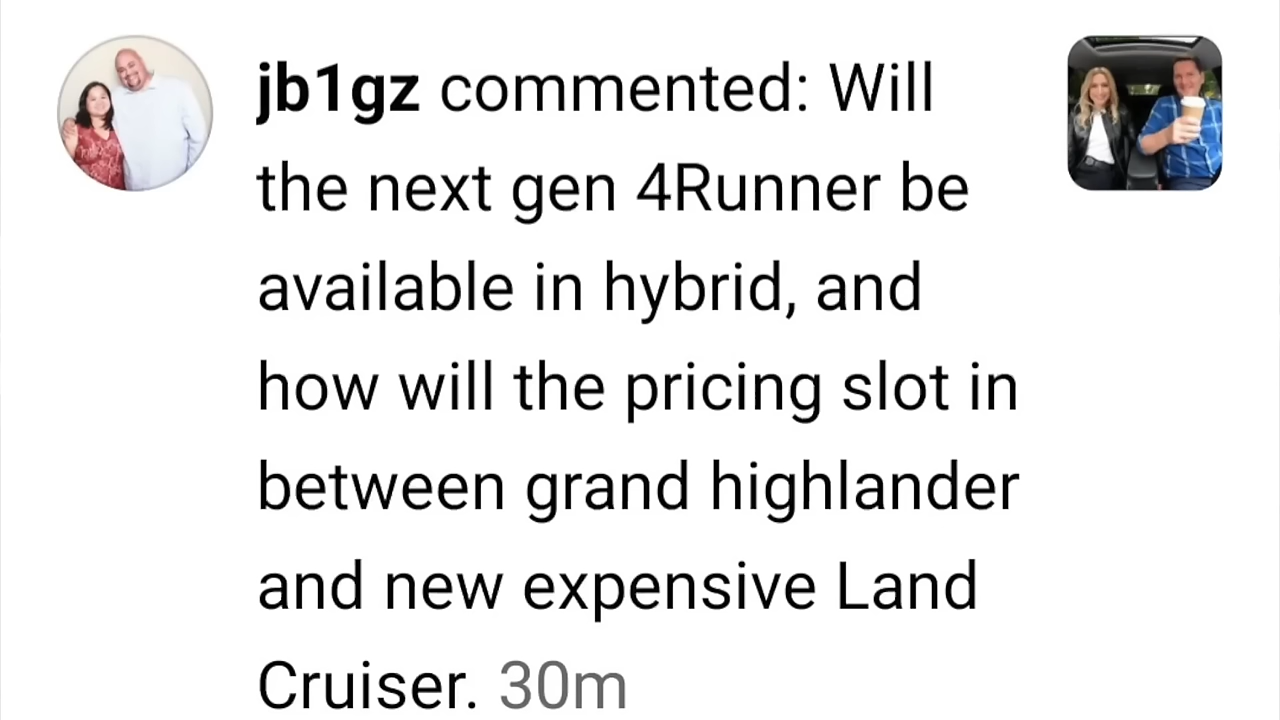 jb1gz commented: Will
the next gen 4Runner be
available in hybrid, and
how will the pricing slot in
between grand highlander
and new expensive Land
Cruiser. 30m